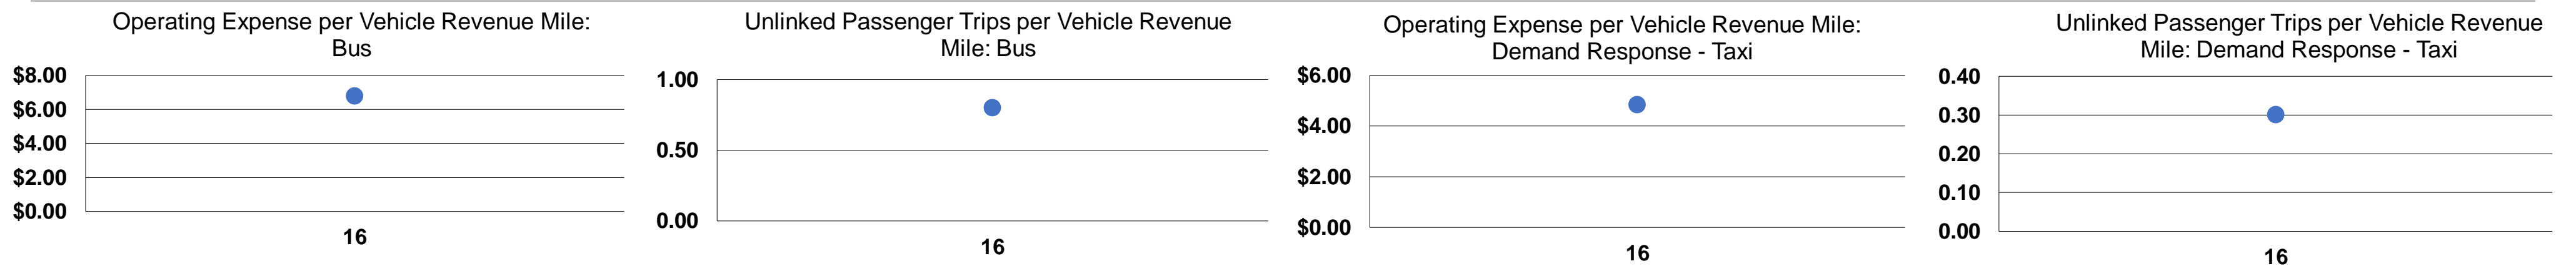 Operating Expense per Vehicle Revenue Mile:
Bus
$8.00
$6.00
$4.00
$2.00
$0.00
16
Unlinked Passenger Trips per Vehicle Revenue
Mile: Bus
1.00
0.50
0.00
16
Operating Expense per Vehicle Revenue Mile:
Demand Response - Taxi
$6.00
$4.00
$2.00
$0.00
16
Unlinked Passenger Trips per Vehicle Revenue
Mile: Demand Response - Taxi
0.40
0.30
0.20
0.10
0.00
16